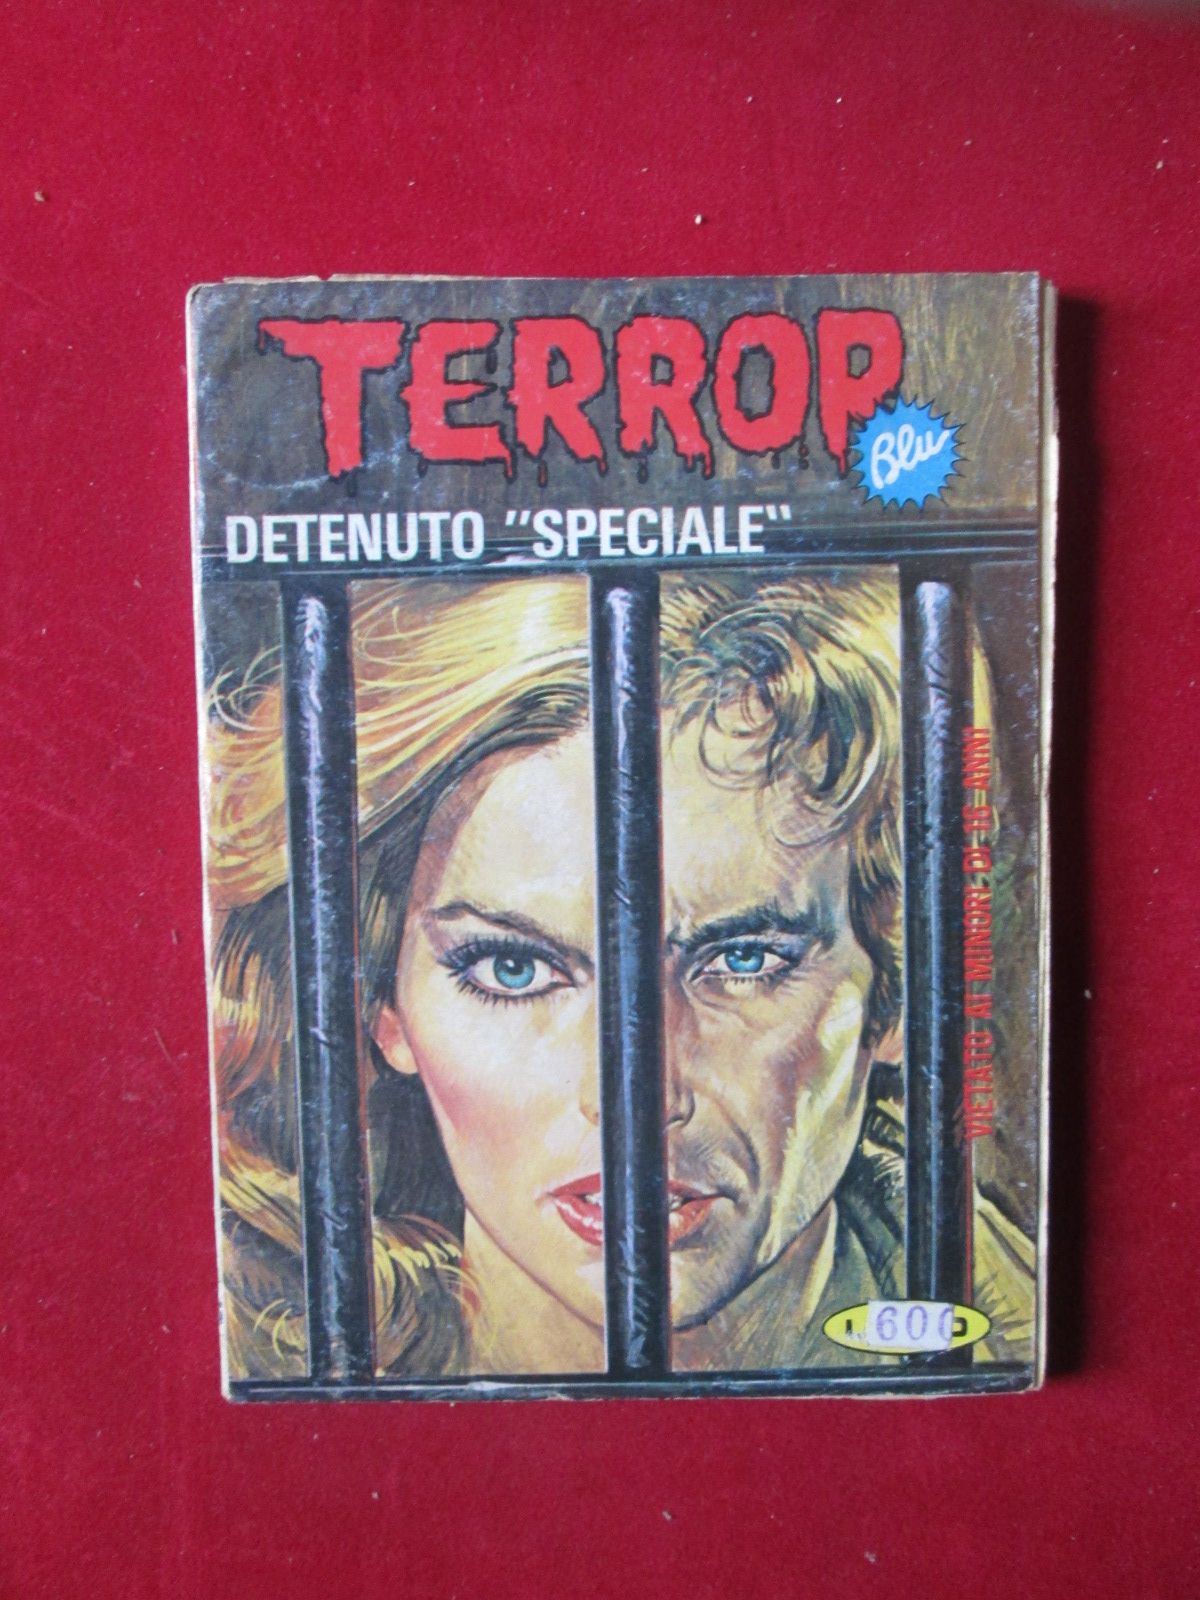 TERROR
Blu
DETENUTO "SPECIALE"
VIETATO AI MINORI DI 16 ANNI
L. 600